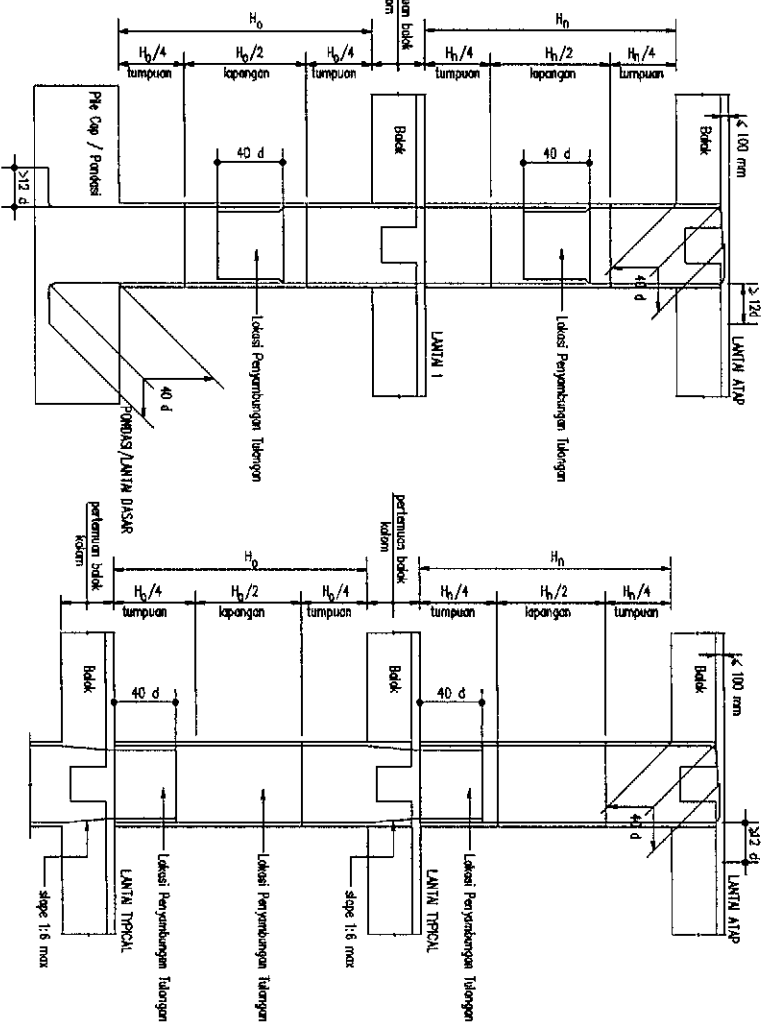 Hₒ
Hₙ
uan balok
om
Hₒ/4
tumpuan
Hₒ/2
lapangan
Hₒ/4
tumpuan
Hₙ/4
tumpuan
Hₙ/2
lapangan
Hₙ/4
tumpuan
< 100 mm
Pile Cap / Pondasi
Balok
Balok
>12 d
40 d
40 d
40 d
≥ 12d
40 d
Lokasi Penyambungan Tulangan
LANTAI 1
Lokasi Penyambungan Tulangan
LANTAI ATAP
PONDASI/LANTAI DASAR
pertemuan balok
kolom
Hₒ
pertemuan balok
kolom
Hₙ
Hₒ/4
tumpuan
Hₒ/2
lapangan
Hₒ/4
tumpuan
Hₙ/4
tumpuan
Hₙ/2
lapangan
Hₙ/4
tumpuan
< 100 mm
Balok
Balok
Balok
40 d
40 d
40 d
≥12 d
slope 1:6 max
LANTAI TYPICAL
Lokasi Penyambungan Tulangan
Lokasi Penyambungan Tulangan
slope 1:6 max
LANTAI TYPICAL
Lokasi Penyambungan Tulangan
LANTAI ATAP